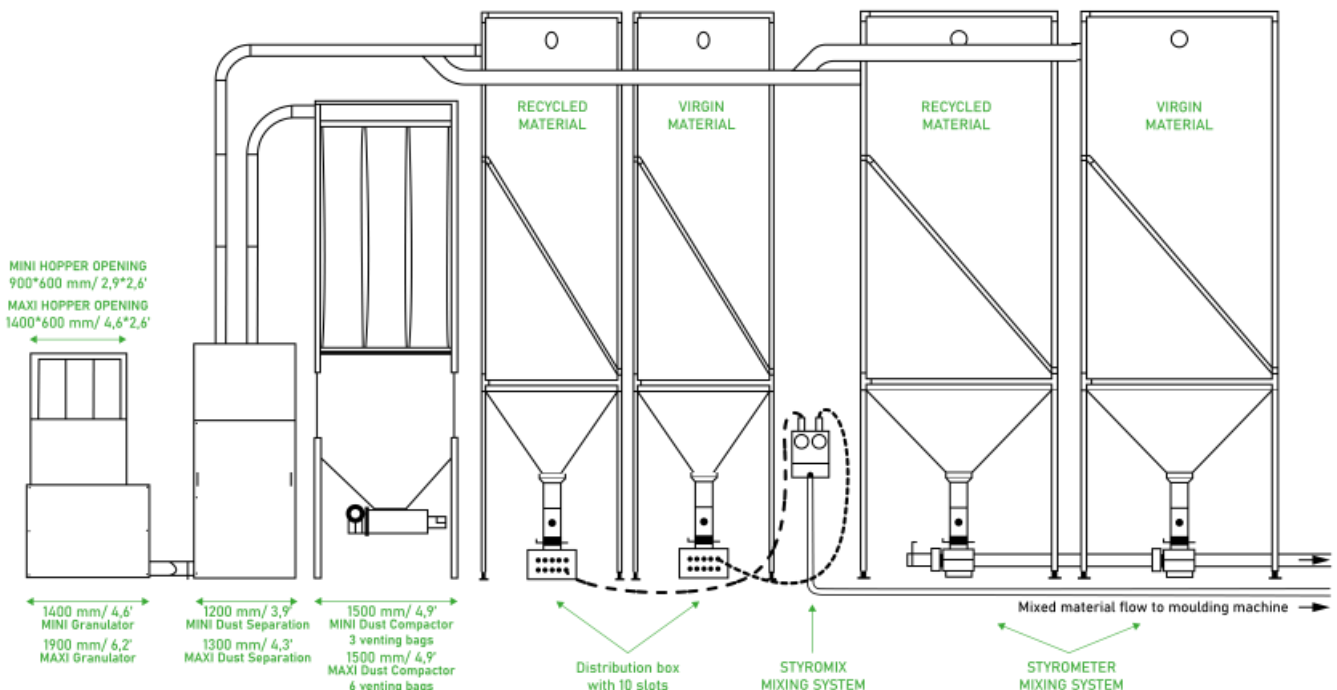 RECYCLED
MATERIAL
VIRGIN
MATERIAL
RECYCLED
MATERIAL
VIRGIN
MATERIAL
MINI HOPPER OPENING
900*600 mm/ 2,9*2,6'
MAXI HOPPER OPENING
1400*600 mm/ 4,6*2,6'
Mixed material flow to moulding machine
1400 mm/ 4,6'
MINI Granulator
1900 mm/ 6,2'
MAXI Granulator
1200 mm/ 3,9'
MINI Dust Separation
1300 mm/ 4,3'
MAXI Dust Separation
1500 mm/ 4,9'
MINI Dust Compactor
3 venting bags
1500 mm/ 4,9'
MAXI Dust Compactor
6 venting bags
Distribution box
with 10 slots
STYROMIX
MIXING SYSTEM
STYROMETER
MIXING SYSTEM